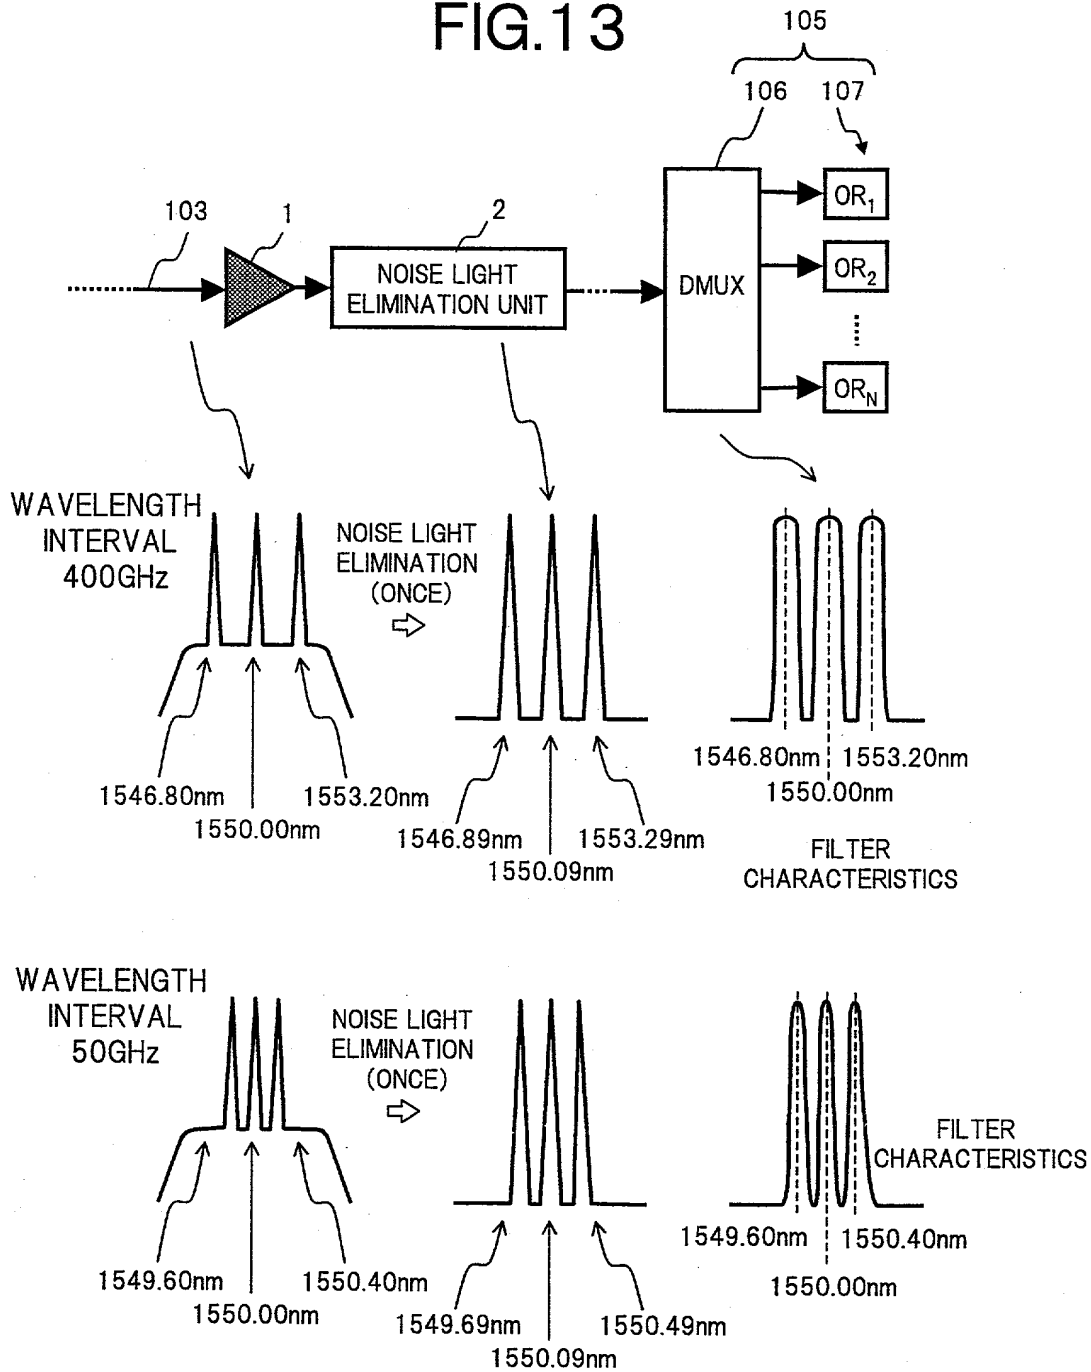 FIG.13
105
106
107
103
1
2
NOISE LIGHT
ELIMINATION UNIT
DMUX
OR1
OR2
ORN
WAVELENGTH
INTERVAL
400GHz
NOISE LIGHT
ELIMINATION
(ONCE)
1546.80nm
1550.00nm
1553.20nm
1546.89nm
1550.09nm
1553.29nm
1546.80nm
1553.20nm
1550.00nm
FILTER
CHARACTERISTICS
WAVELENGTH
INTERVAL
50GHz
NOISE LIGHT
ELIMINATION
(ONCE)
1549.60nm
1550.00nm
1550.40nm
1549.69nm
1550.09nm
1550.49nm
1549.60nm
1550.40nm
1550.00nm
FILTER
CHARACTERISTICS